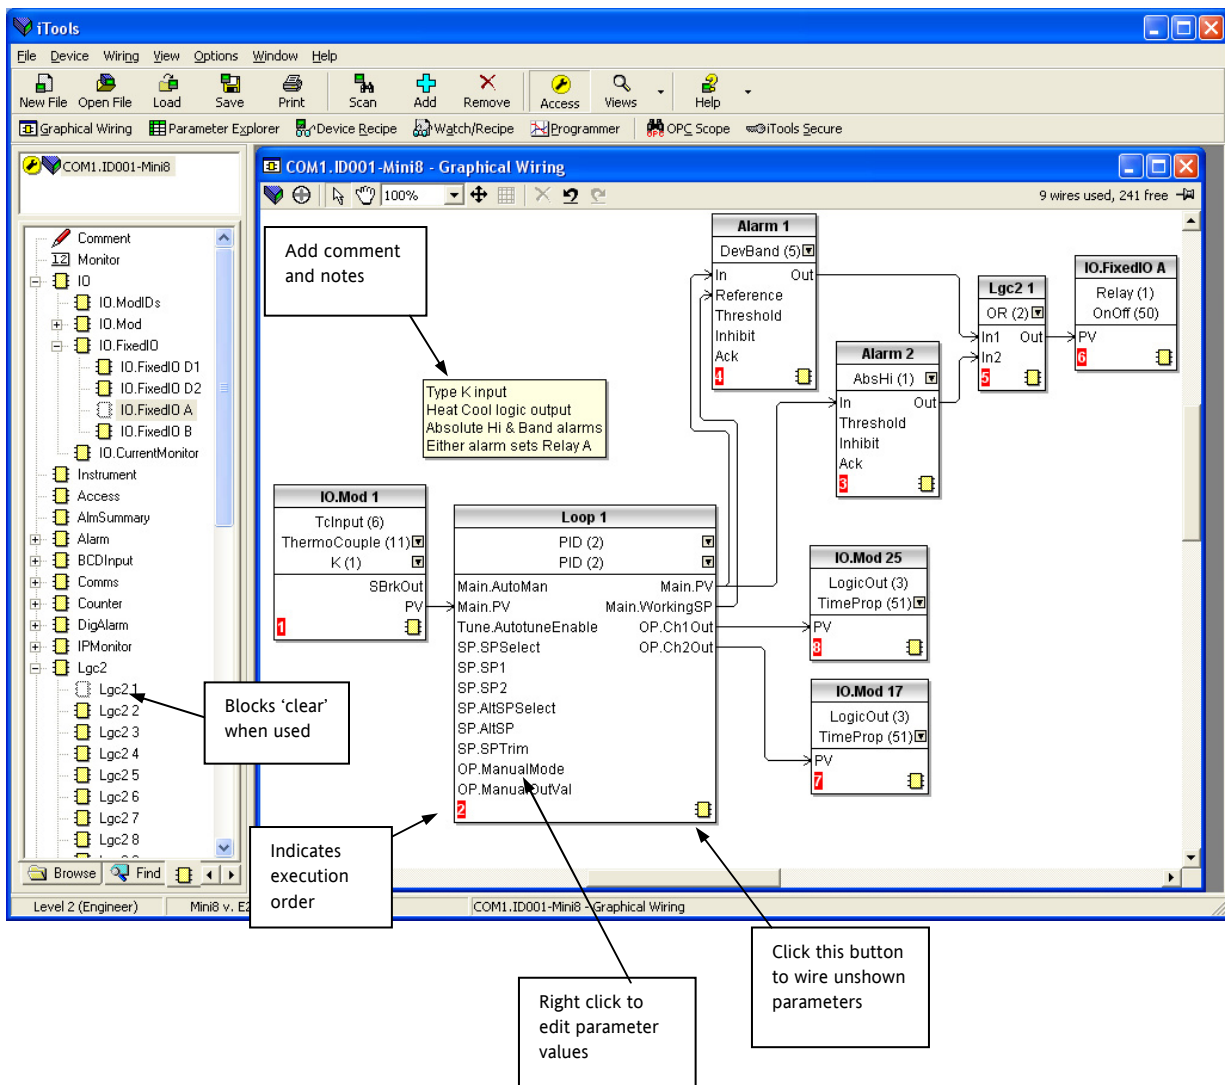 iTools
File Device Wiring View Options Window Help
New File Open File Load Save Print Scan Add Remove Access Views Help
Graphical Wiring Parameter Explorer Device Recipe Watch/Recipe Programmer OPC Scope iTools Secure
COM1.ID001-Mini8
Comment
12 Monitor
IO
IO.ModIDs
IO.Mod
IO.FixedIO
IO.FixedIO D1
IO.FixedIO D2
IO.FixedIO A
IO.FixedIO B
IO.CurrentMonitor
Instrument
Access
AlmSummary
Alarm
BCDInput
Comms
Counter
DigAlarm
IPMonitor
Lgc2
Lgc2 1
Lgc2 2
Lgc2 3
Lgc2 4
Lgc2 5
Lgc2 6
Lgc2 7
Lgc2 8
Browse Find
COM1.ID001-Mini8 - Graphical Wiring
100%
9 wires used, 241 free
Add comment
and notes
Type K input
Heat Cool logic output
Absolute Hi & Band alarms
Either alarm sets Relay A
Alarm 1
DevBand (5)
In Out
Reference
Threshold
Inhibit
Ack
4
Alarm 2
AbsHi (1)
In Out
Threshold
Inhibit
Ack
3
Lgc2 1
OR (2)
In1 Out
In2
5
IO.FixedIO A
Relay (1)
OnOff (50)
PV
6
IO.Mod 1
TcInput (6)
ThermoCouple (11)
K (1)
SBrkOut
PV
1
Loop 1
PID (2)
PID (2)
Main.AutoMan Main.PV
Main.PV Main.WorkingSP
Tune.AutotuneEnable OP.Ch1Out
SP.SPSelect OP.Ch2Out
SP.SP1
SP.SP2
SP.AltSPSelect
SP.AltSP
SP.SPTrim
OP.ManualMode
OP.ManualOutVal
2
IO.Mod 25
LogicOut (3)
TimeProp (51)
PV
8
IO.Mod 17
LogicOut (3)
TimeProp (51)
PV
7
Blocks ‘clear’
when used
Indicates
execution
order
Level 2 (Engineer) Mini8 v. COM1.ID001-Mini8 - Graphical Wiring
Click this button
to wire unshown
parameters
Right click to
edit parameter
values